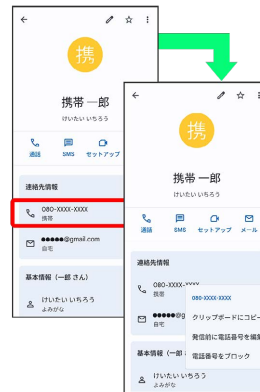 携
携帯 一郎
けいたい いちろう
通話
SMS
セットアップ
連絡先情報
080-XXXX-XXXX
携帯
●●●●●@gmail.com
自宅
基本情報（一郎 さん）
けいたい いちろう
よみがな
携
携帯 一郎
けいたい いちろう
通話
SMS
セットアップ
メール
連絡先情報
080-XXXX-XXXX
携帯
080-XXXX-XXXX
クリップボードにコピー
●●●●●@g
自宅
発信前に電話番号を編集
電話番号をブロック
基本情報（一郎
けいたい いちろう
よみがな